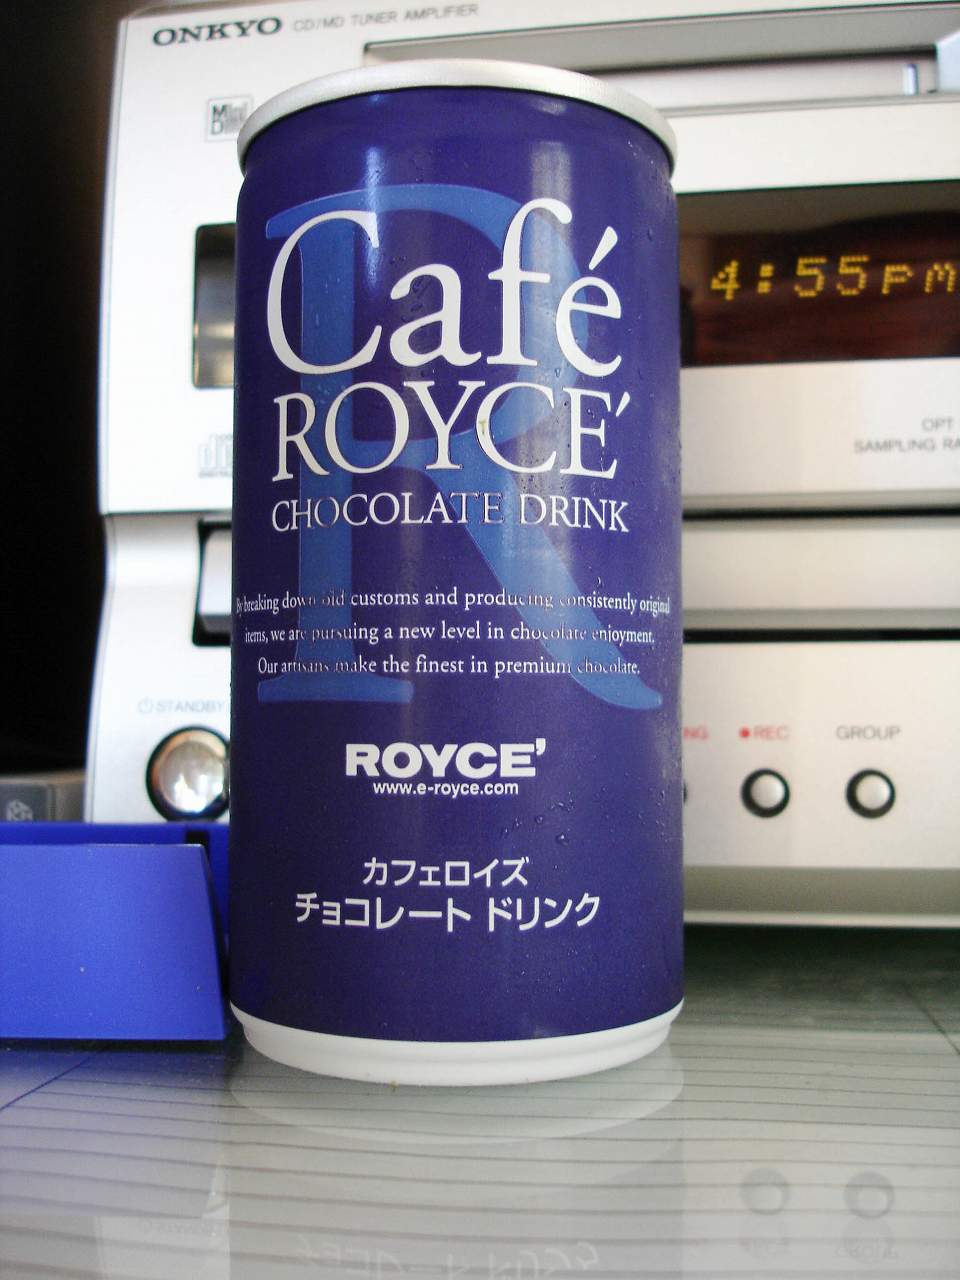 ONKYO CD/MD TUNER AMPLIFIER
Mini
4:55pm
Café
ROYCE'
CHOCOLATE DRINK
OPT
SAMPLING RA
By breaking down old customs and producing consistently original
items, we are pursuing a new level in chocolate enjoyment.
Our artisans make the finest in premium chocolate.
STANDBY
NG REC GROUP
ROYCE'
www.e-royce.com
カフェロイズ
チョコレート ドリンク